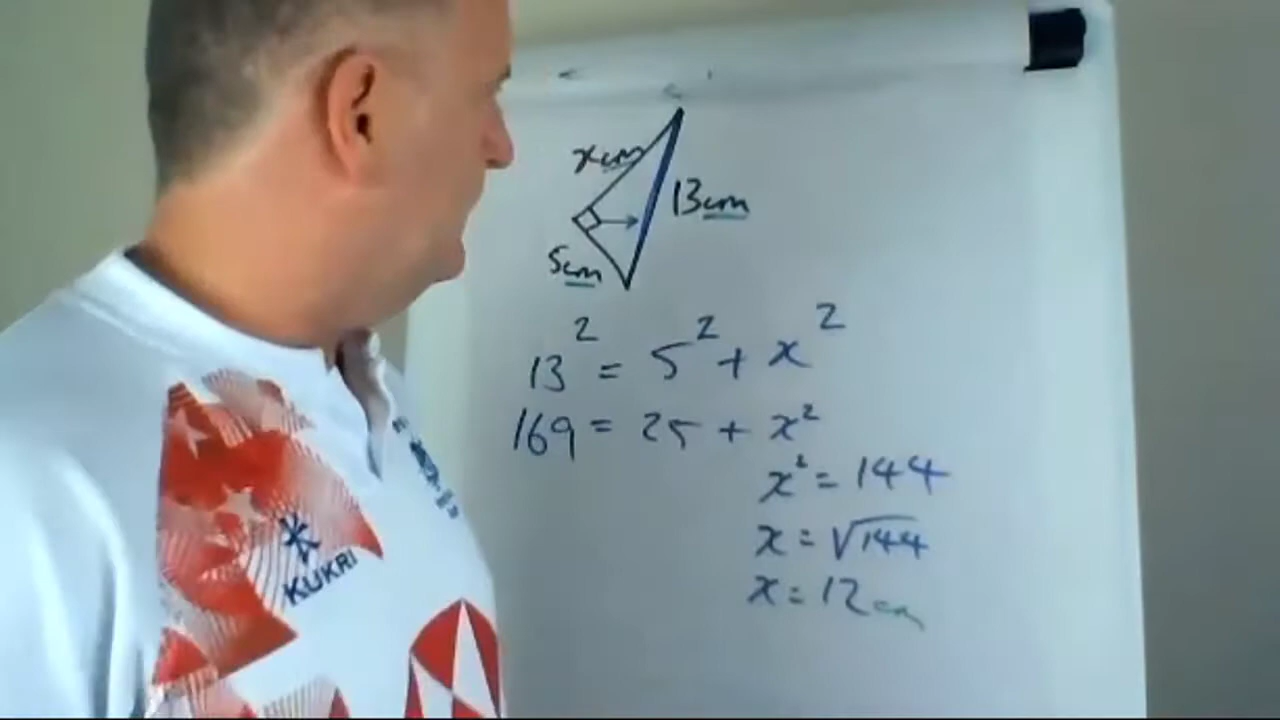 xcm
13cm
5cm
13² = 5² + x²
169 = 25 + x²
x² = 144
x = √144
x = 12cm
KUKRI